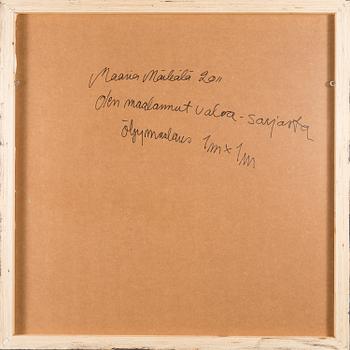 Maaria Märkälä 2011
Olen maalannut valoa - sarjasta
öljymaalaus 1m x 1m